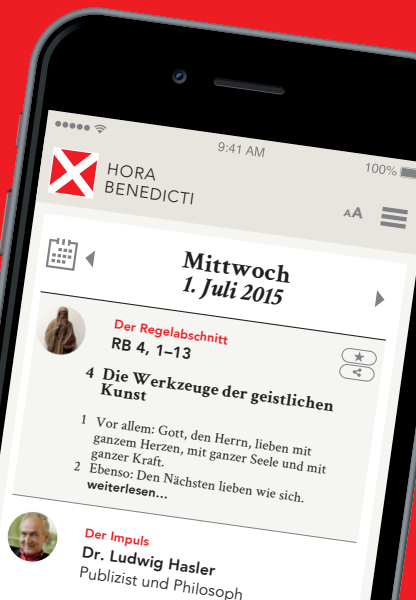 9:41 AM
100%
HORA
BENEDICTI
AA
Mittwoch
1. Juli 2015
Der Regelabschnitt
RB 4, 1–13
4 Die Werkzeuge der geistlichen
Kunst
1 Vor allem: Gott, den Herrn, lieben mit
ganzem Herzen, mit ganzer Seele und mit
ganzer Kraft.
2 Ebenso: Den Nächsten lieben wie sich.
weiterlesen...
Der Impuls
Dr. Ludwig Hasler
Publizist und Philosoph